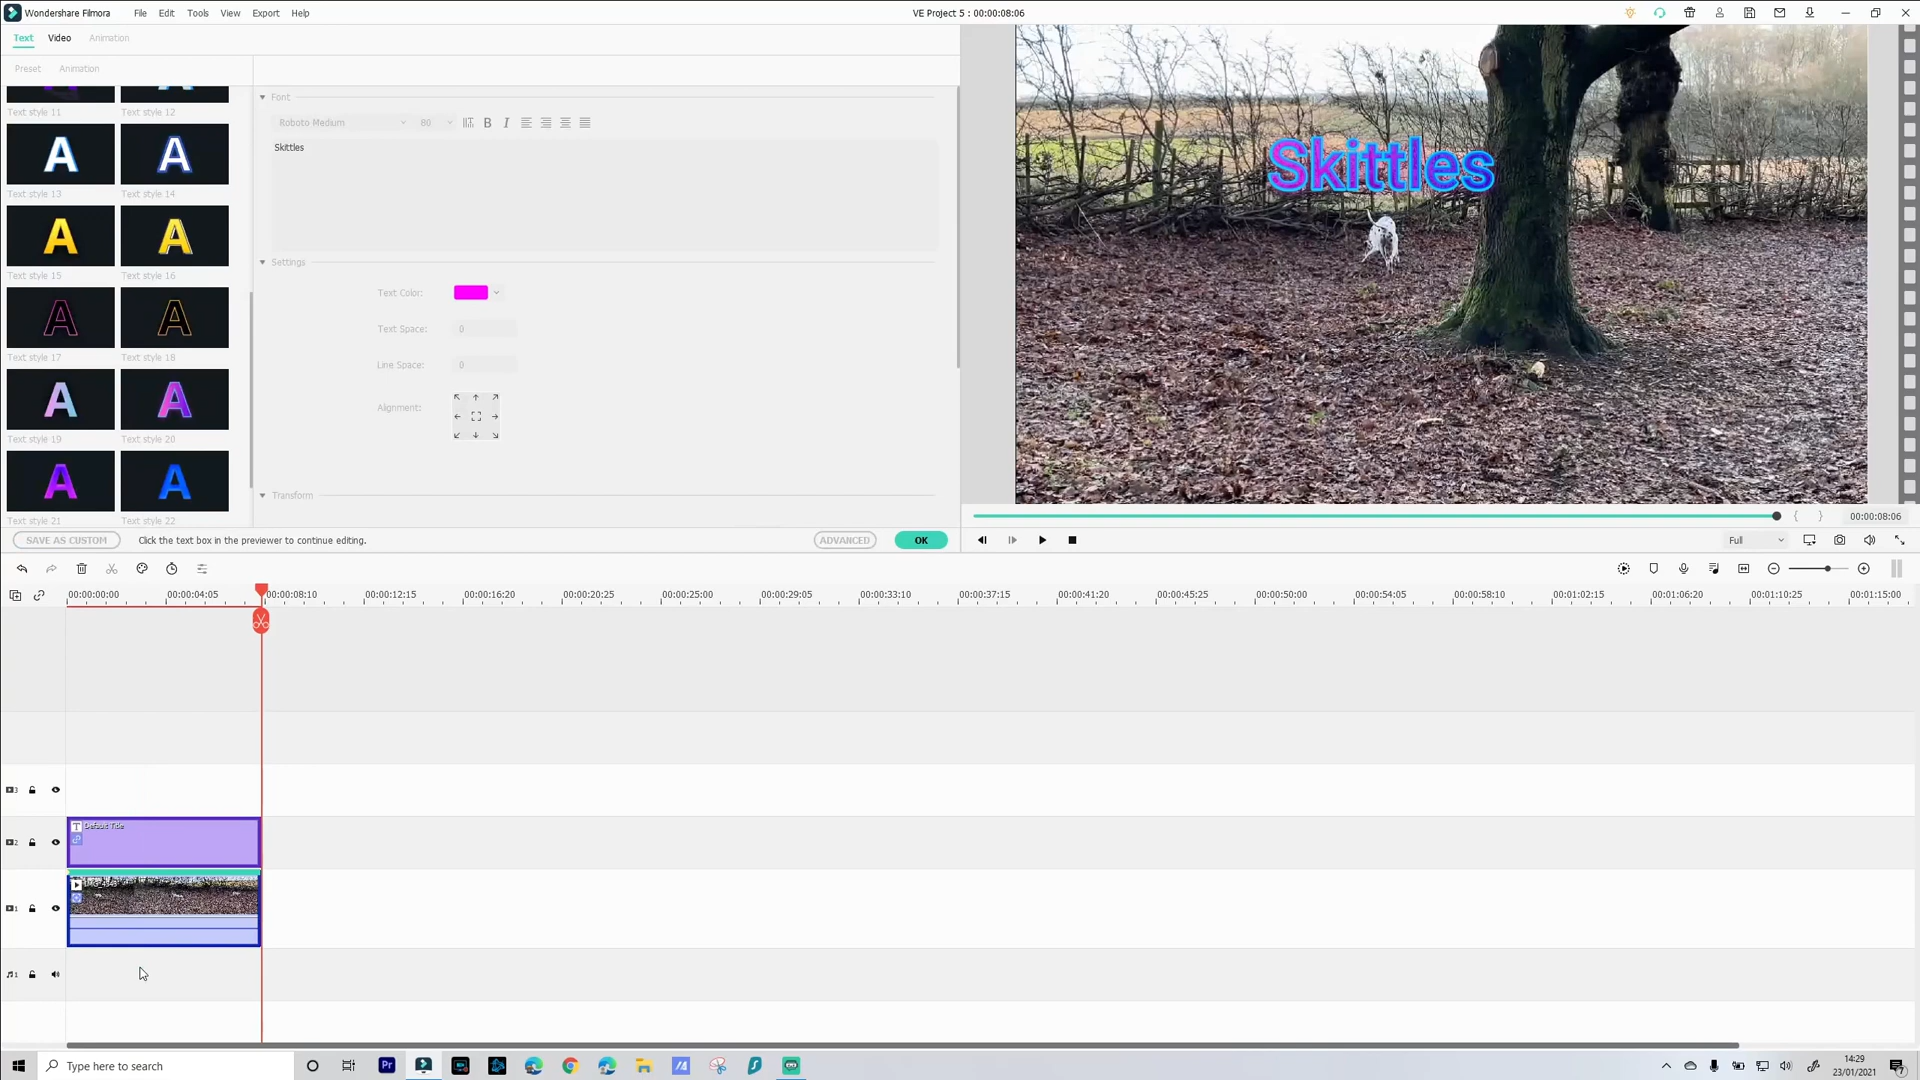 Wondershare Filmora File Edit Tools View Export Help VE Project 5 : 00:00:08:06
Text Video Animation
Preset Animation
Font
Text style 11 Text style 12
Roboto Medium 80
Skittles
Skittles
Text style 13 Text style 14
Settings
Text style 15 Text style 16
Text Color:
Text Space: 0
Text style 17 Text style 18
Line Space: 0
Alignment:
Text style 19 Text style 20
Transform
Text style 21 Text style 22
00:00:08:06
SAVE AS CUSTOM Click the text box in the previewer to continue editing. ADVANCED OK Full
00:00:00:00 00:00:04:05 00:00:08:10 00:00:12:15 00:00:16:20 00:00:20:25 00:00:25:00 00:00:29:05 00:00:33:10 00:00:37:15 00:00:41:20 00:00:45:25 00:00:50:00 00:00:54:05 00:00:58:10 00:01:02:15 00:01:06:20 00:01:10:25 00:01:15:00
3
Default Title
2
1
1
Type here to search
Pr
14:29
23/01/2021